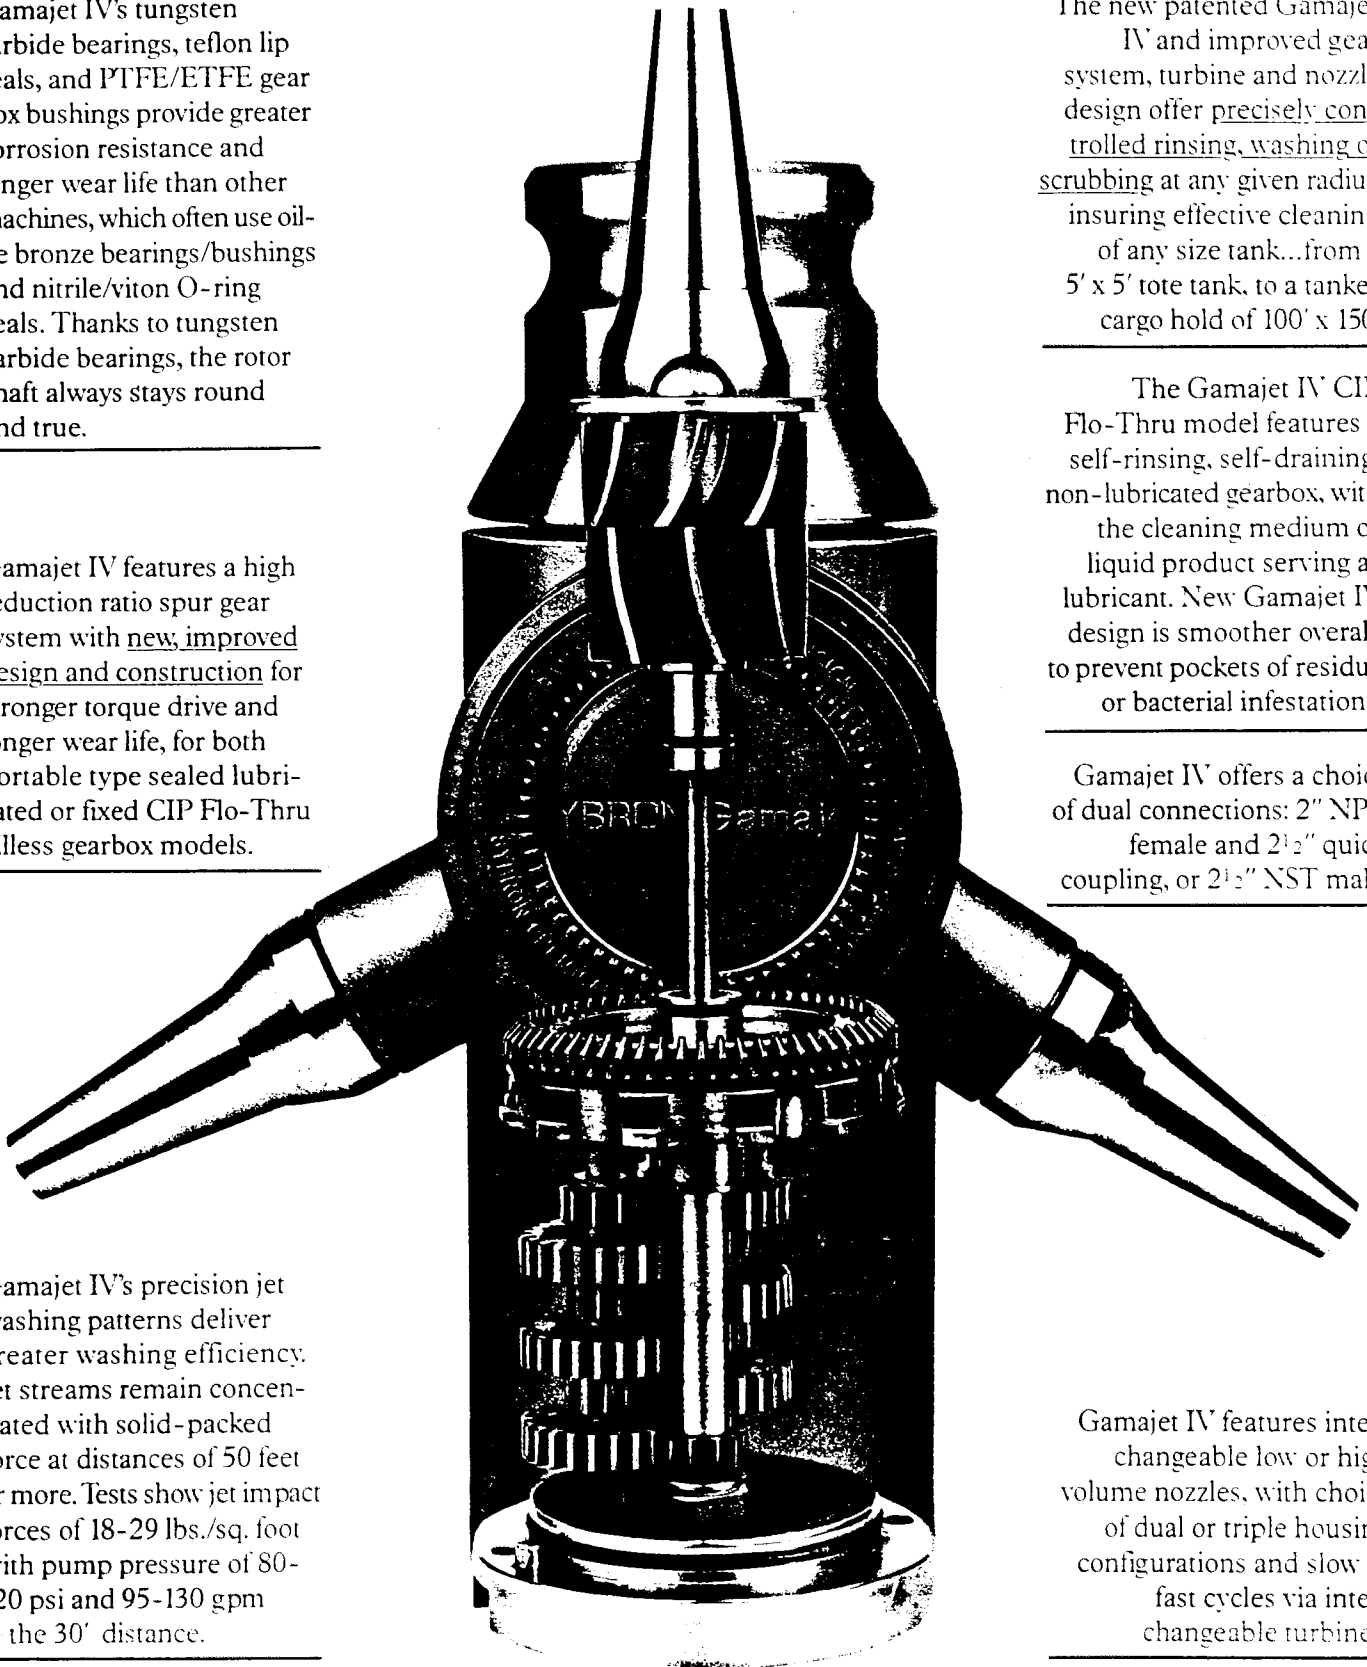 amajet IV's tungsten
rbide bearings, teflon lip
eals, and PTFE/ETFE gear
ox bushings provide greater
orrosion resistance and
nger wear life than other
achines, which often use oil-
e bronze bearings/bushings
nd nitrile/viton O-ring
eals. Thanks to tungsten
arbide bearings, the rotor
haft always stays round
nd true.
amajet IV features a high
eduction ratio spur gear
ystem with new, improved
esign and construction for
ronger torque drive and
onger wear life, for both
ortable type sealed lubri-
ated or fixed CIP Flo-Thru
illess gearbox models.
amajet IV's precision jet
ashing patterns deliver
reater washing efficiency.
et streams remain concen-
ated with solid-packed
orce at distances of 50 feet
r more. Tests show jet impact
orces of 18-29 lbs./sq. foot
ith pump pressure of 80-
20 psi and 95-130 gpm
the 30' distance.
YBRON Gamaj
The new patented Gamaje
IV and improved gea
system, turbine and nozzl
design offer precisely con
trolled rinsing, washing o
scrubbing at any given radiu
insuring effective cleanin
of any size tank...from
5' x 5' tote tank, to a tanke
cargo hold of 100' x 150
The Gamajet IV CI
Flo-Thru model features
self-rinsing, self-draining
non-lubricated gearbox, wit
the cleaning medium o
liquid product serving a
lubricant. New Gamajet I
design is smoother overal
to prevent pockets of residu
or bacterial infestation
Gamajet IV offers a choic
of dual connections: 2" NP
female and 2½" quic
coupling, or 2½" NST mal
Gamajet IV features inte
changeable low or hig
volume nozzles, with choi
of dual or triple housin
configurations and slow
fast cycles via inte
changeable turbine